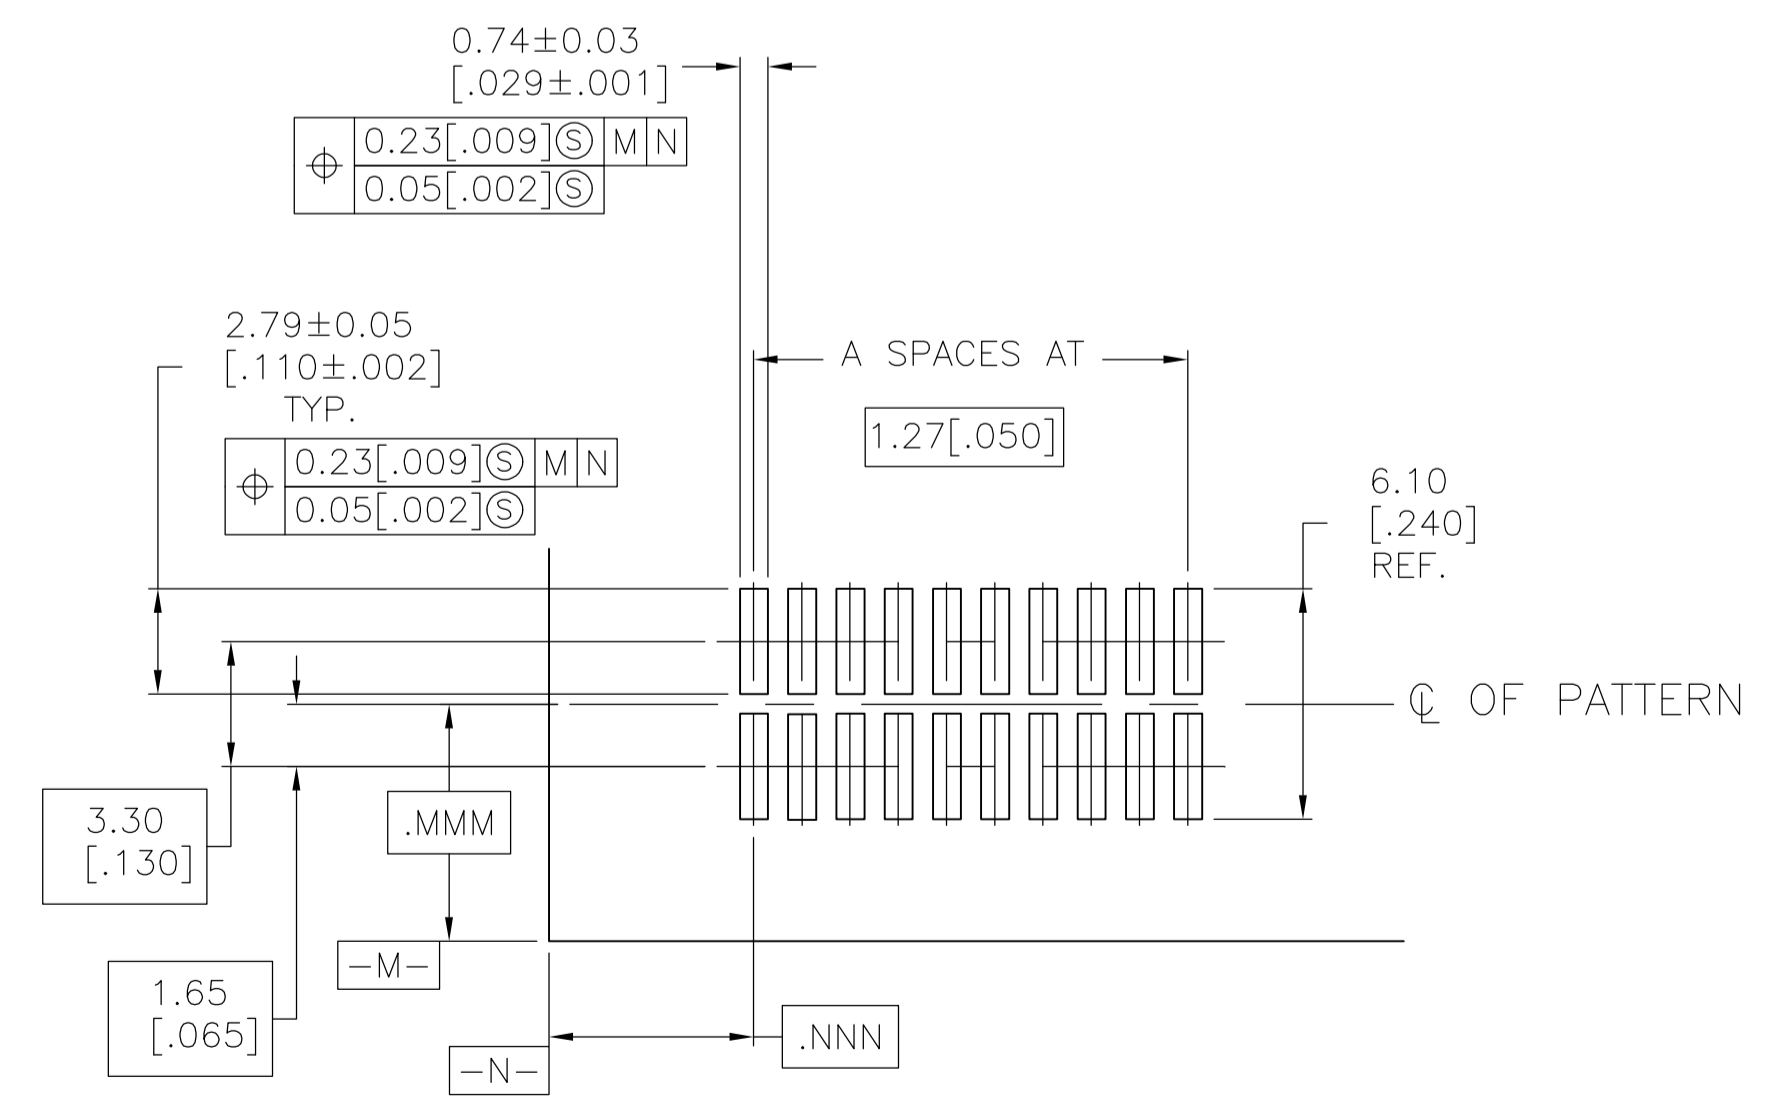 0.74±0.03
[.029±.001]
⌖ 0.23[.009]Ⓢ M N
0.05[.002]Ⓢ
2.79±0.05
[.110±.002]
TYP.
⌖ 0.23[.009]Ⓢ M N
0.05[.002]Ⓢ
A SPACES AT
1.27[.050]
6.10
[.240]
REF.
℄ OF PATTERN
3.30
[.130]
.MMM
-M-
1.65
[.065]
.NNN
-N-